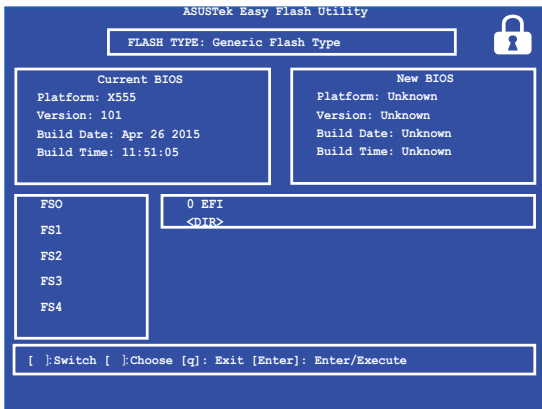 ASUSTek Easy Flash Utility
FLASH TYPE: Generic Flash Type
Current BIOS
Platform: X555
Version: 101
Build Date: Apr 26 2015
Build Time: 11:51:05
New BIOS
Platform: Unknown
Version: Unknown
Build Date: Unknown
Build Time: Unknown
FSO
FS1
FS2
FS3
FS4
0 EFI
<DIR>
[ ]:Switch [ ]:Choose [q]: Exit [Enter]: Enter/Execute